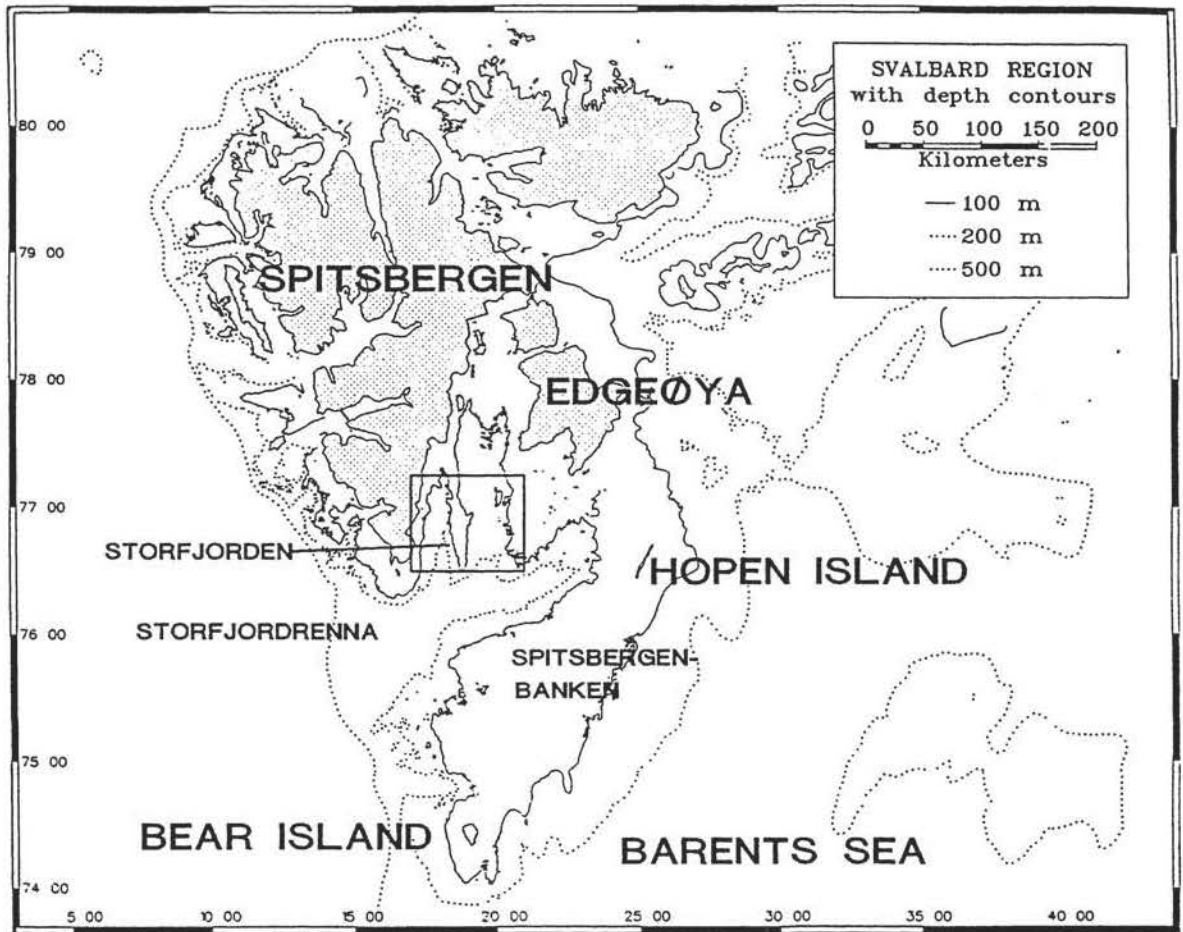 SVALBARD REGION
with depth contours
0 50 100 150 200
Kilometers
100 m
200 m
500 m
80 00
79 00
SPITSBERGEN
78 00
EDGEØYA
77 00
STORFJORDEN
HOPEN ISLAND
76 00
STORFJORDRENNA
SPITSBERGEN-
BANKEN
75 00
BEAR ISLAND
BARENTS SEA
74 00
5 00 10 00 15 00 20 00 25 00 30 00 35 00 40 00